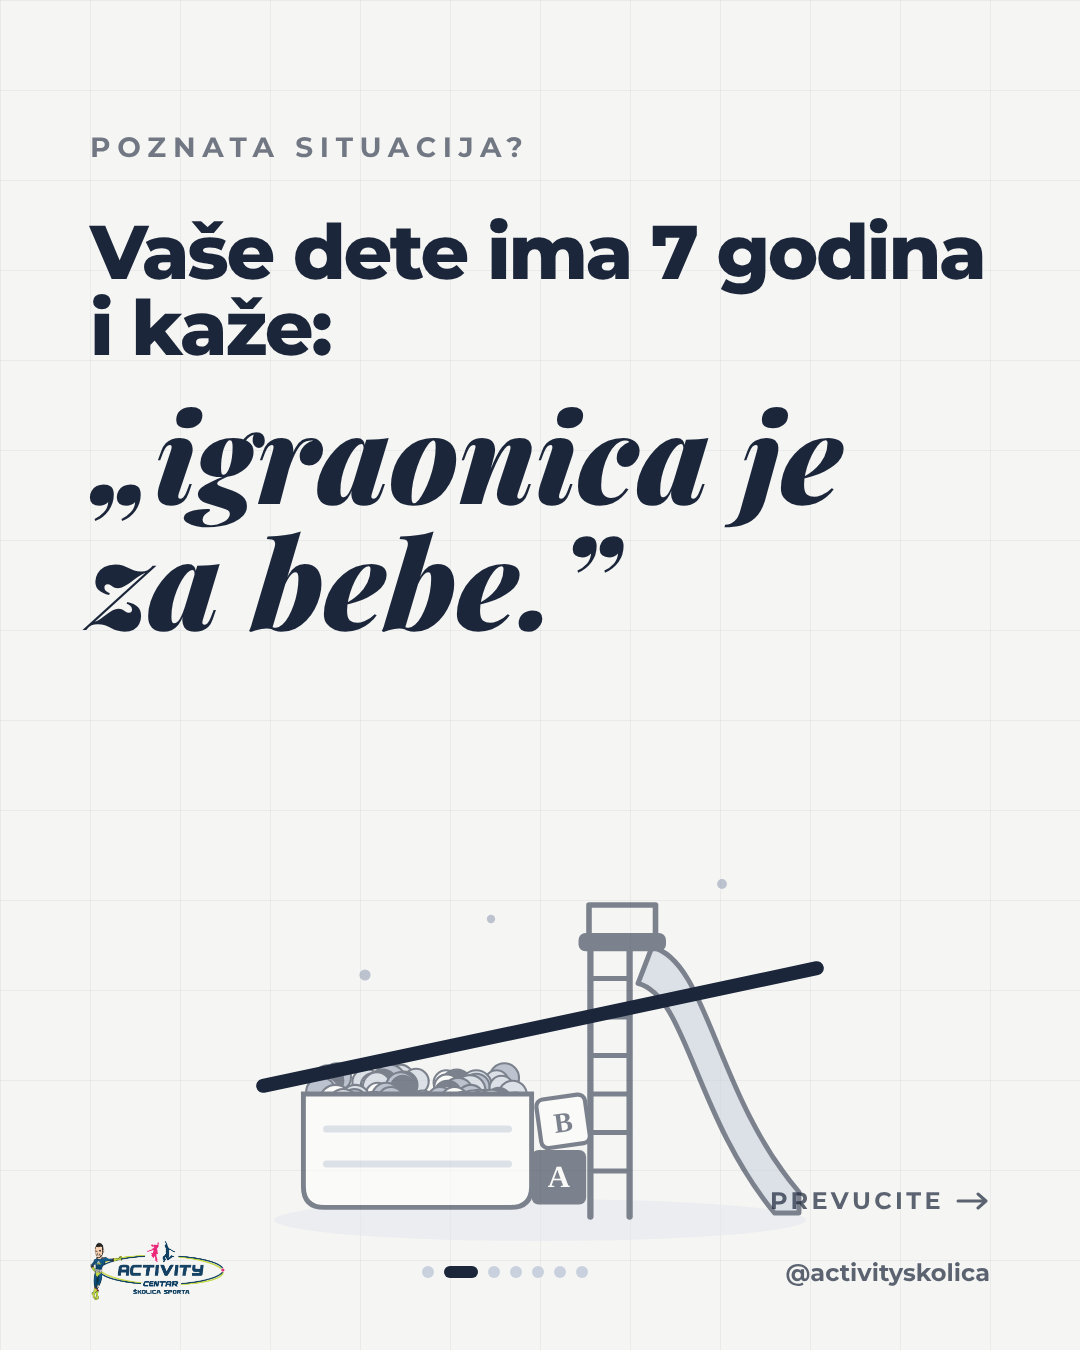 POZNATA SITUACIJA?
Vaše dete ima 7 godina
i kaže:
„igraonica je
za bebe.”
B
A
PREVUCITE →
ACTIVITY
CENTAR
ŠKOLICA SPORTA
@activityskolica